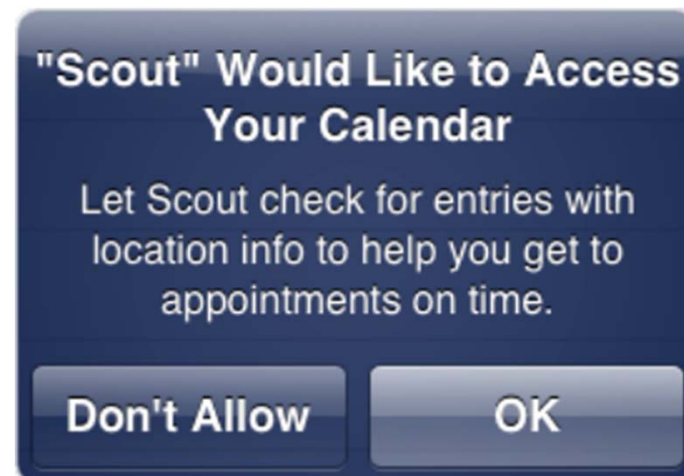 "Scout" Would Like to Access
Your Calendar
Let Scout check for entries with
location info to help you get to
appointments on time.
Don't Allow
OK